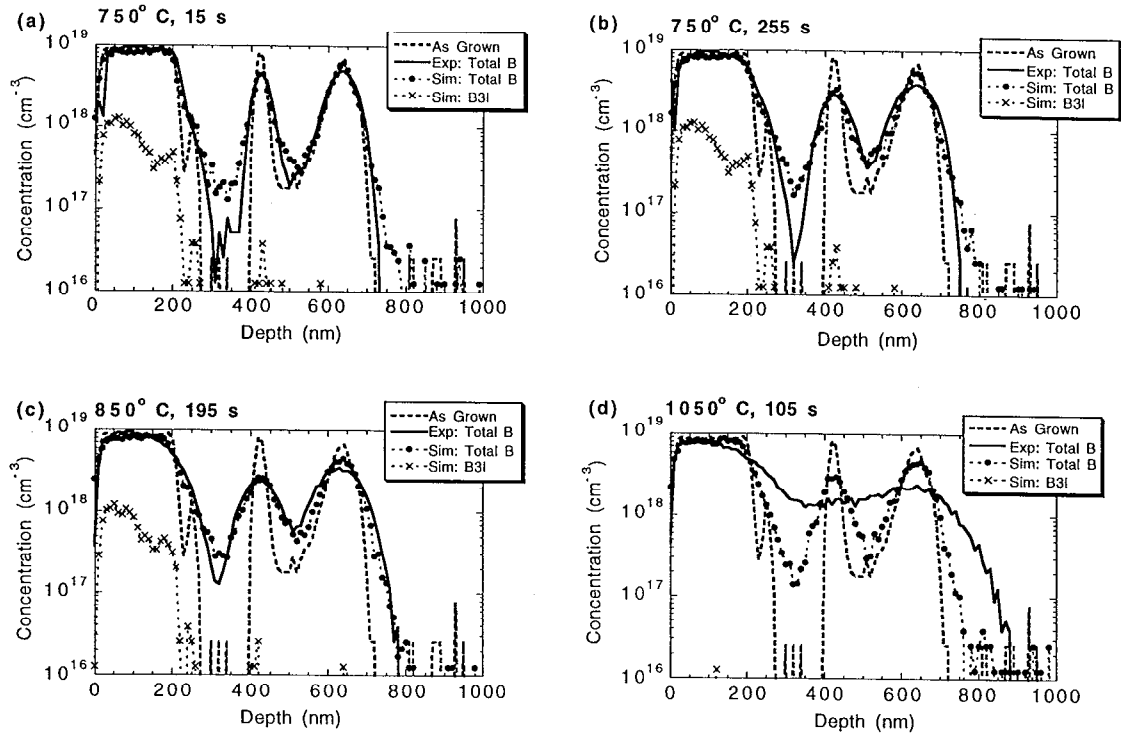 (a) 750° C, 15 s
As Grown
Exp: Total B
Sim: Total B
Sim: B3I
Concentration (cm-3)
10^19
10^18
10^17
10^16
0 200 400 600 800 1000
Depth (nm)
(b) 750° C, 255 s
As Grown
Exp: Total B
Sim: Total B
Sim: B3I
Concentration (cm-3)
10^19
10^18
10^17
10^16
0 200 400 600 800 1000
Depth (nm)
(c) 850° C, 195 s
As Grown
Exp: Total B
Sim: Total B
Sim: B3I
Concentration (cm-3)
10^19
10^18
10^17
10^16
0 200 400 600 800 1000
Depth (nm)
(d) 1050° C, 105 s
As Grown
Exp: Total B
Sim: Total B
Sim: B3I
Concentration (cm-3)
10^19
10^18
10^17
10^16
0 200 400 600 800 1000
Depth (nm)